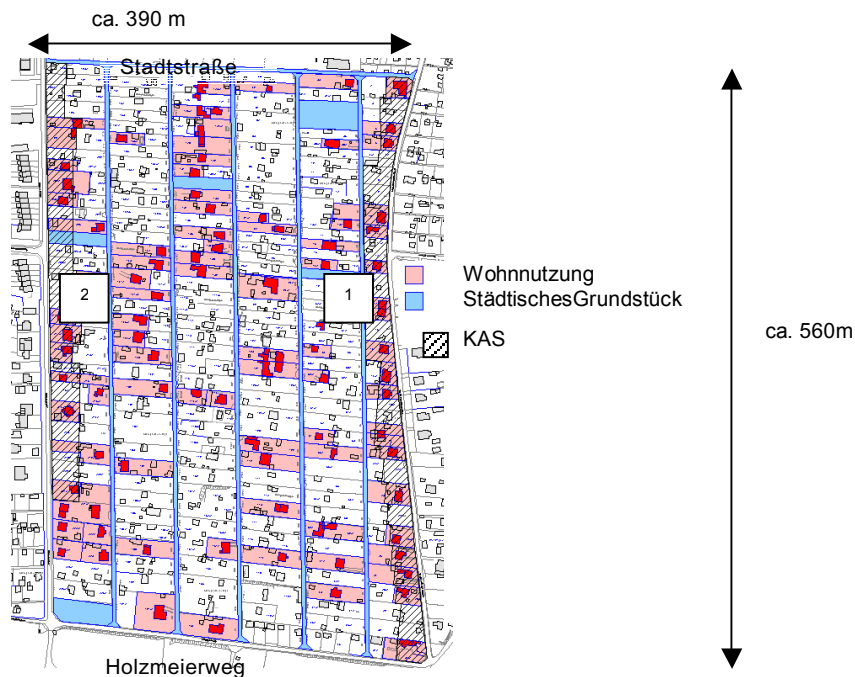 ca. 390 m
Stadtstraße
2
1
Wohnnutzung
StädtischesGrundstück
KAS
ca. 560m
Holzmeierweg